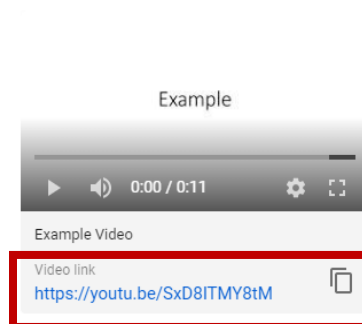 Example
0:00 / 0:11
Example Video
Video link
https://youtu.be/SxD8ITMY8tM